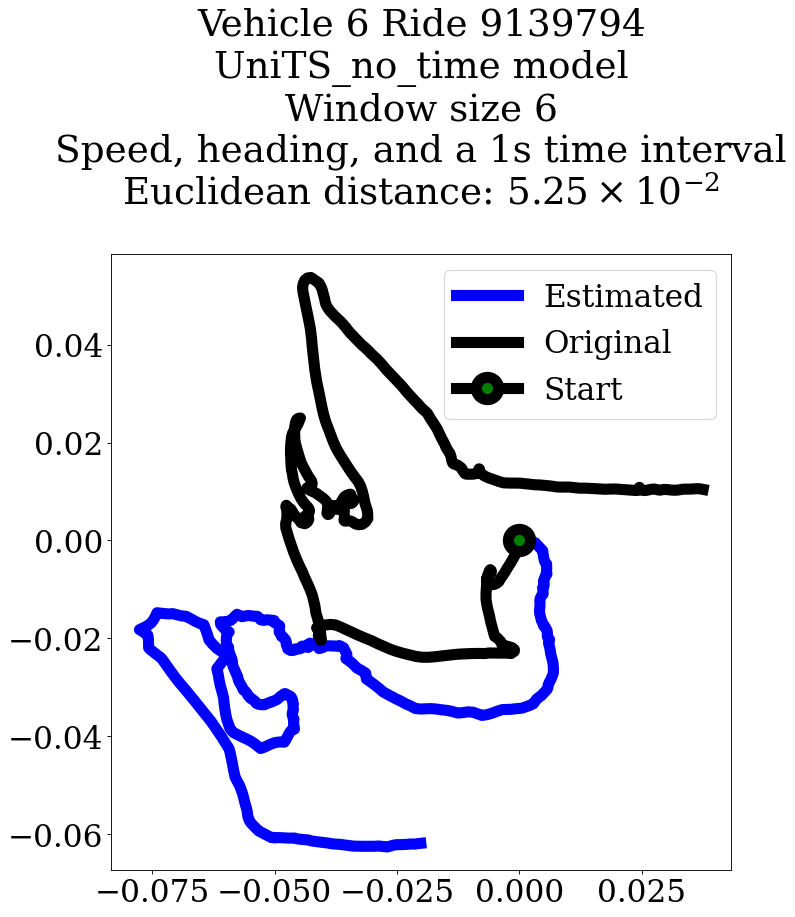 Vehicle 6 Ride 9139794
UniTS_no_time model
Window size 6
Speed, heading, and a 1s time interval
Euclidean distance: 5.25 × 10⁻²
Estimated
Original
Start
0.04
0.02
0.00
−0.02
−0.04
−0.06
−0.075 −0.050 −0.025 0.000 0.025